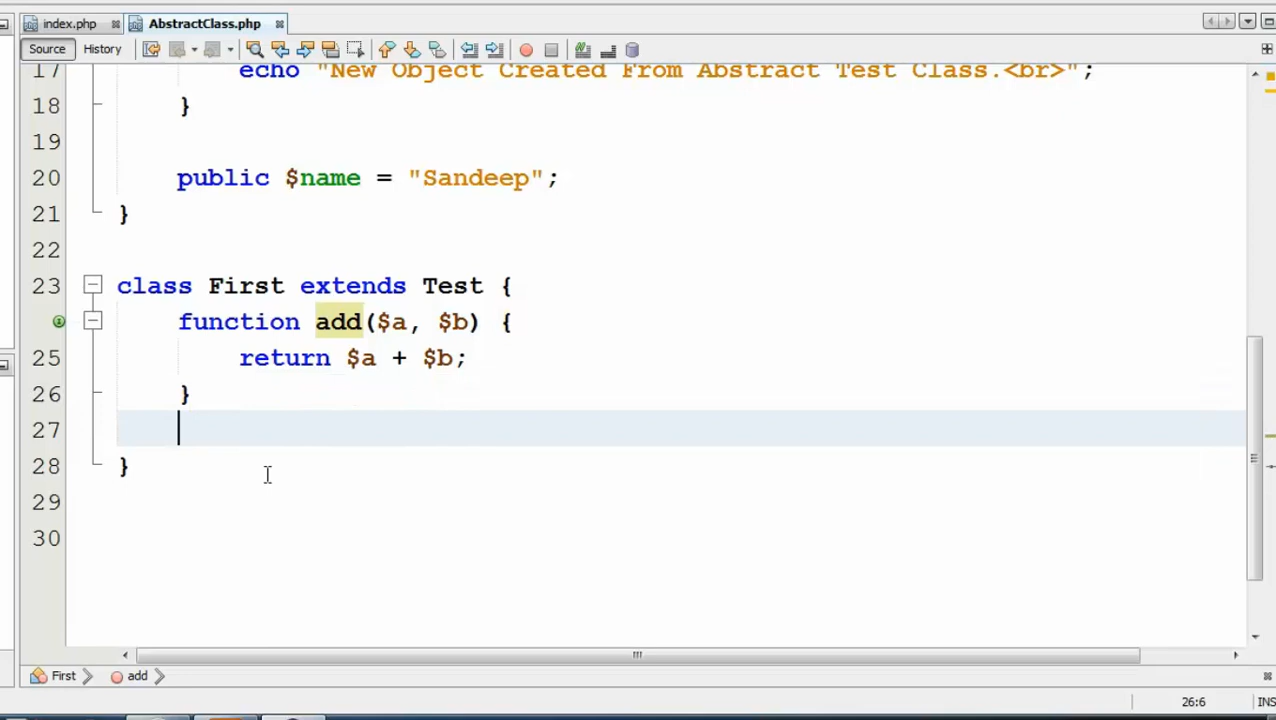 index.php AbstractClass.php
Source History
17 echo "New Object Created From Abstract Test Class.<br>";
18 }
19
20 public $name = "Sandeep";
21 }
22
23 class First extends Test {
function add($a, $b) {
25 return $a + $b;
26 }
27
28 }
29
30
First add
26:6 INS